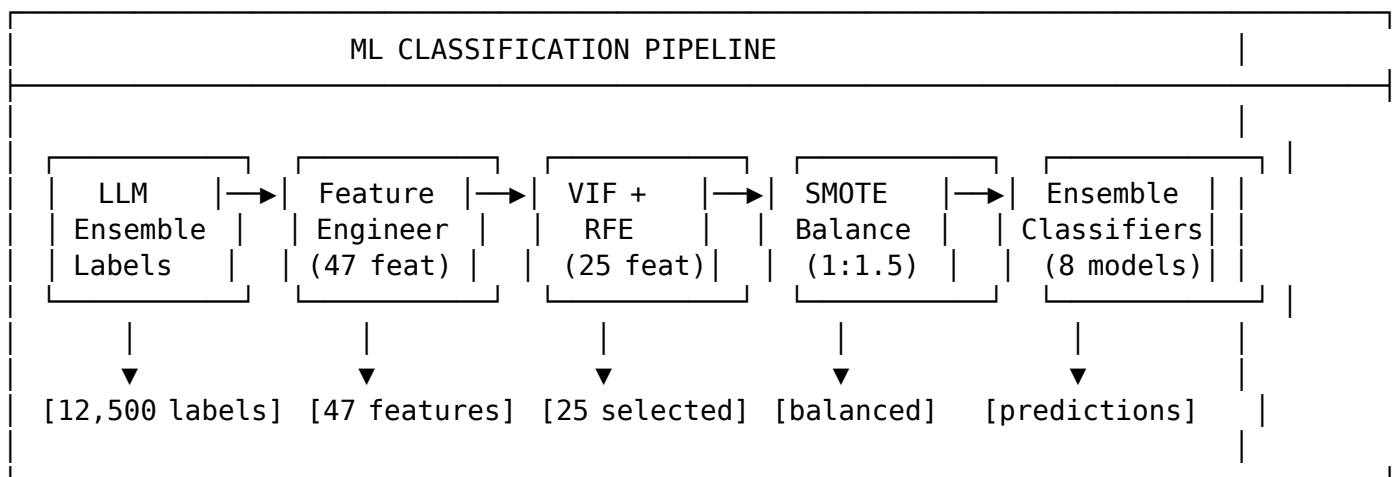 ML CLASSIFICATION PIPELINE
LLM Feature VIF + SMOTE Ensemble
Ensemble Engineer RFE Balance Classifiers
Labels (47 feat) (25 feat) (1:1.5) (8 models)
[12,500 labels] [47 features] [25 selected] [balanced] [predictions]